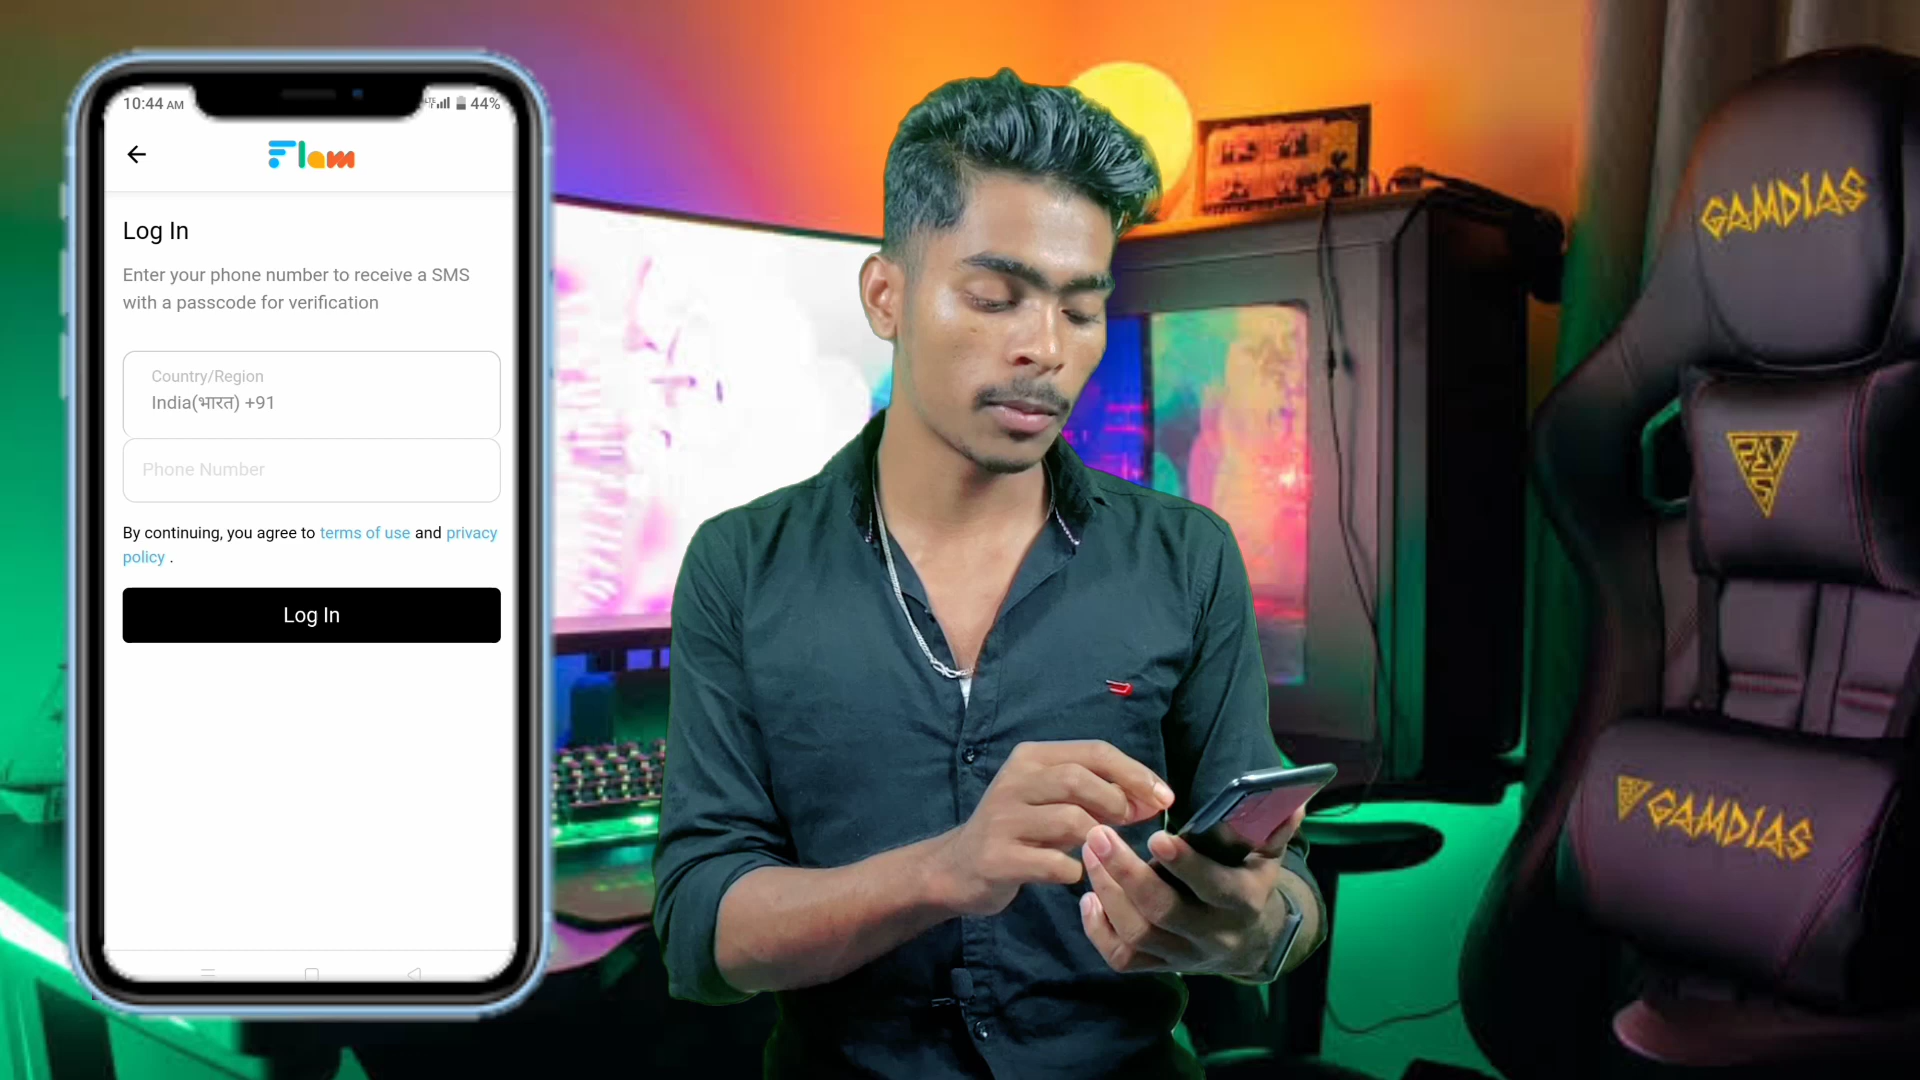 10:44 AM
LTE 44%
Flam
Log In
Enter your phone number to receive a SMS
with a passcode for verification
Country/Region
India(भारत) +91
Phone Number
By continuing, you agree to terms of use and privacy
policy .
Log In
GAMDIAS
GAMDIAS